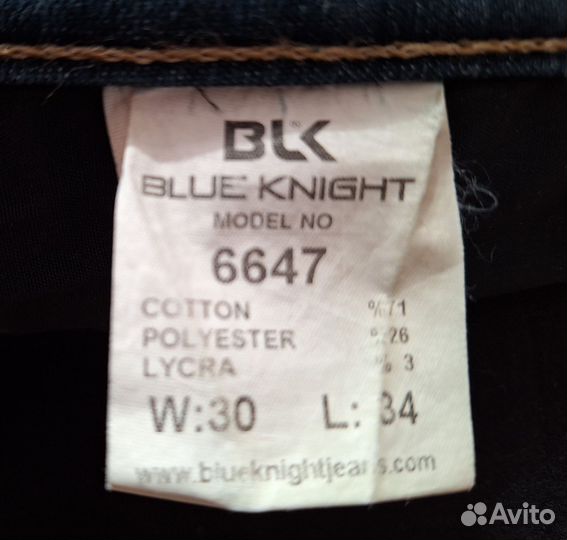 BLK
BLUE KNIGHT
MODEL NO
6647
COTTON %71
POLYESTER %26
LYCRA % 3
W:30 L: 34
www.blueknightjeans.com
Avito